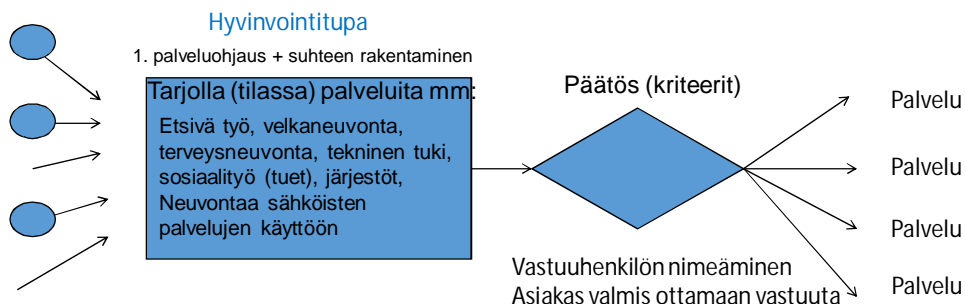 Hyvinvointitupa
1. palveluohjaus + suhteen rakentaminen
Tarjolla (tilassa) palveluita mm:
Etsivä työ, velkaneuvonta,
terveysneuvonta, tekninen tuki,
sosiaalityö (tuet), järjestöt,
Neuvontaa sähköisten
palvelujen käyttöön
Päätös (kriteerit)
Vastuuhenkilön nimeäminen
Asiakas valmis ottamaan vastuuta
Palvelu
Palvelu
Palvelu
Palvelu